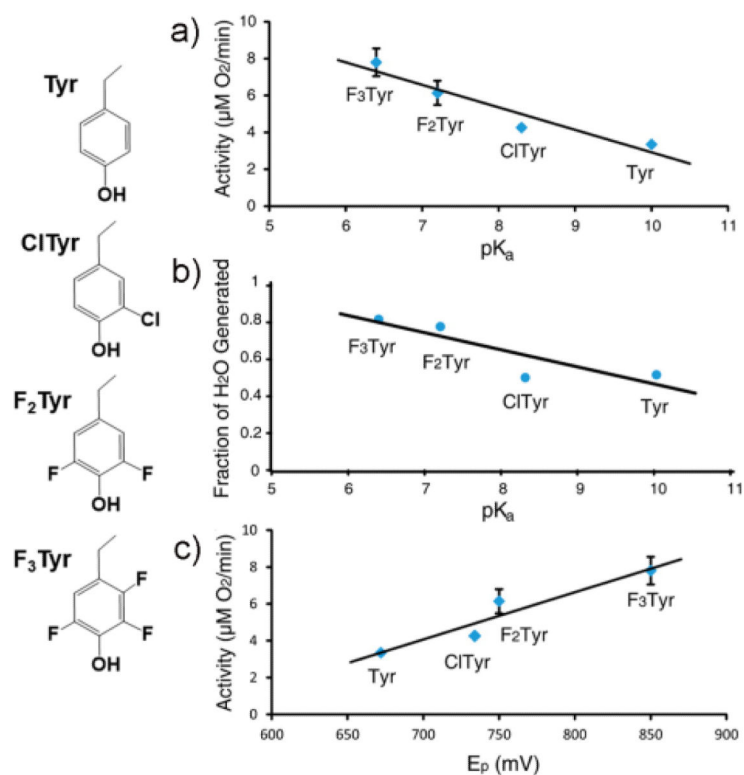 Tyr
OH
ClTyr
Cl
OH
F₂Tyr
F
F
OH
F₃Tyr
F
F
F
OH
a)
Activity (µM O₂/min)
10
8
6
4
2
0
F₃Tyr
F₂Tyr
ClTyr
Tyr
5
6
7
8
9
10
11
pKₐ
b)
Fraction of H₂O Generated
1
0.8
0.6
0.4
0.2
0
F₃Tyr
F₂Tyr
ClTyr
Tyr
5
6
7
8
9
10
11
pKₐ
c)
Activity (µM O₂/min)
10
8
6
4
2
0
Tyr
ClTyr
F₂Tyr
F₃Tyr
600
650
700
750
800
850
900
Eₚ (mV)